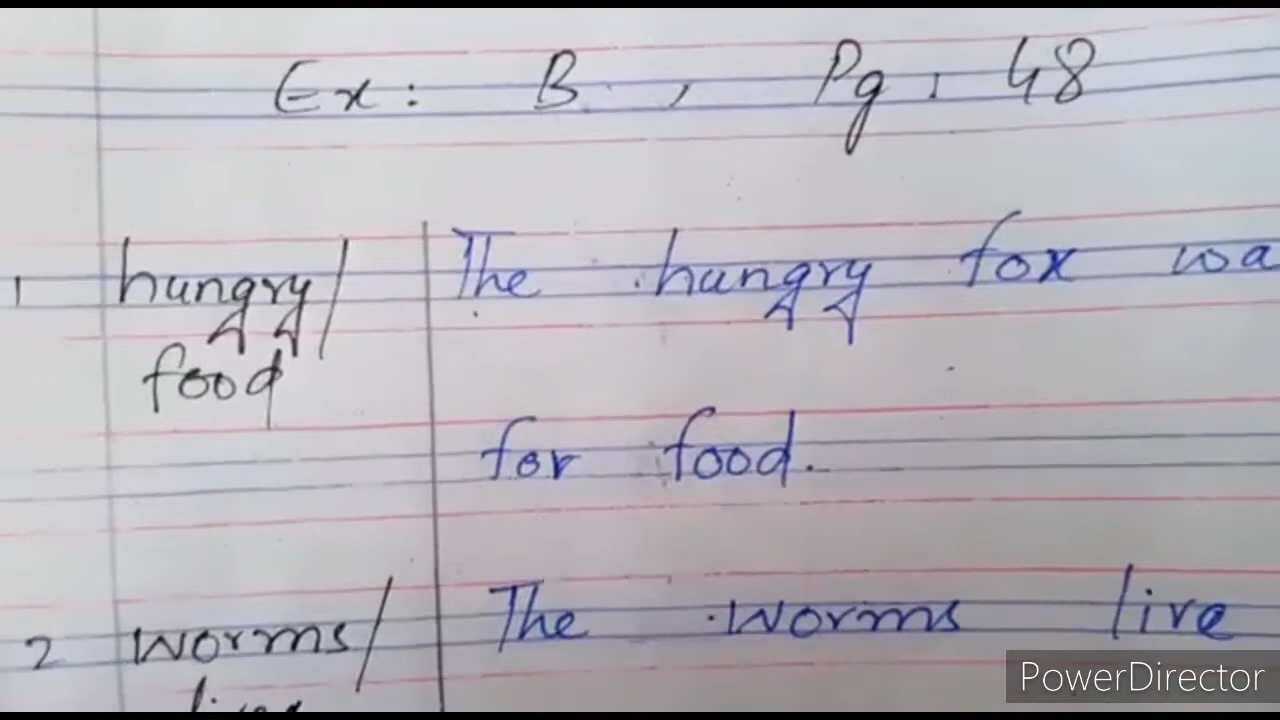 Ex: B, Pg. 48
1 hungry/ The hungry fox wa
food
for food.
2 worms/ The worms live
PowerDirector